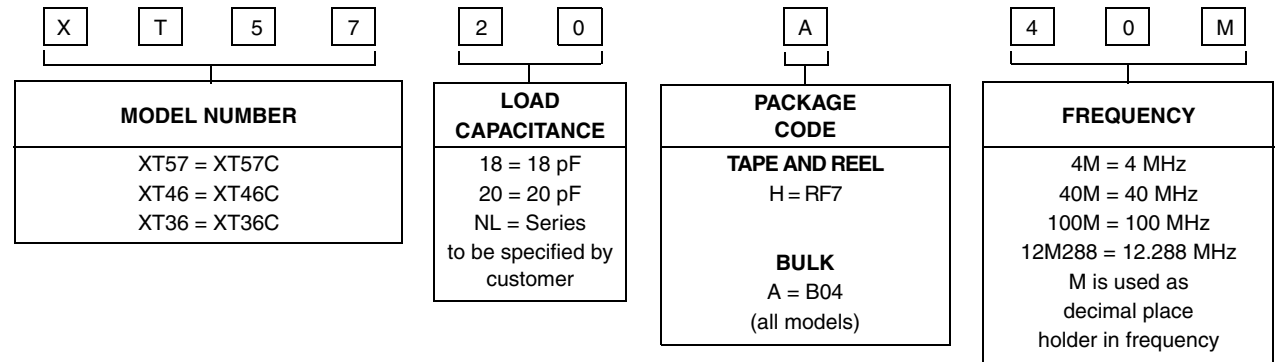 X T 5 7 2 0 A 4 0 M
MODEL NUMBER
XT57 = XT57C
XT46 = XT46C
XT36 = XT36C
LOAD
CAPACITANCE
18 = 18 pF
20 = 20 pF
NL = Series
to be specified by
customer
PACKAGE
CODE
TAPE AND REEL
H = RF7
BULK
A = B04
(all models)
FREQUENCY
4M = 4 MHz
40M = 40 MHz
100M = 100 MHz
12M288 = 12.288 MHz
M is used as
decimal place
holder in frequency